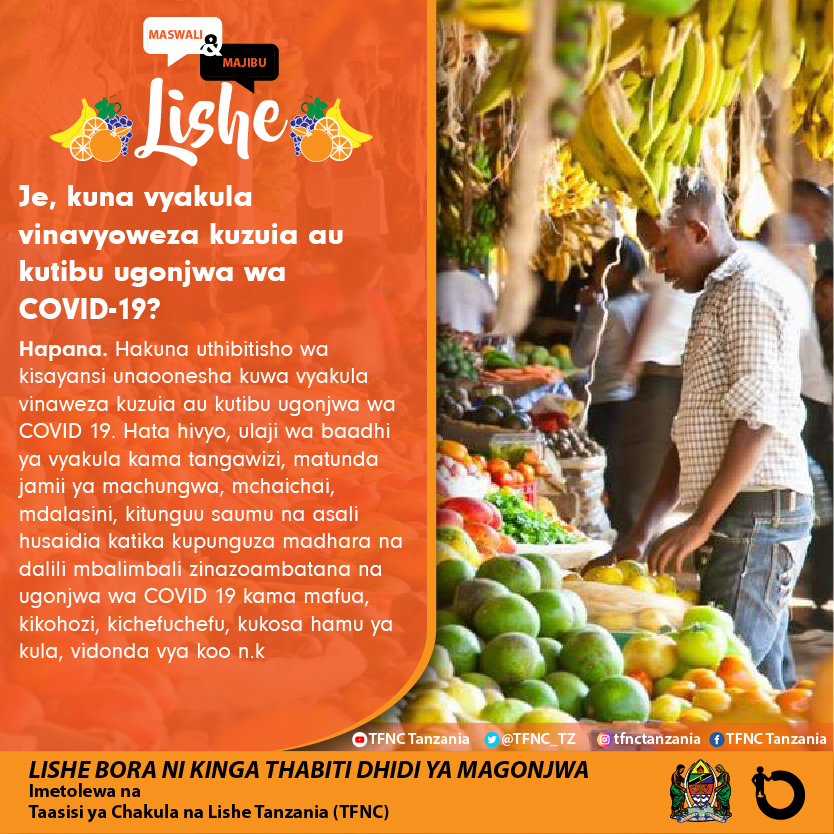 MASWALI
&
MAJIBU
Lishe
Je, kuna vyakula
vinavyoweza kuzuia au
kutibu ugonjwa wa
COVID-19?
Hapana. Hakuna uthibitisho wa
kisayansi unaoonesha kuwa vyakula
vinaweza kuzuia au kutibu ugonjwa wa
COVID 19. Hata hivyo, ulaji wa baadhi
ya vyakula kama tangawizi, matunda
jamii ya machungwa, mchaichai,
mdalasini, kitunguu saumu na asali
husaidia katika kupunguza madhara na
dalili mbalimbali zinazoambatana na
ugonjwa wa COVID 19 kama mafua,
kikohozi, kichefuchefu, kukosa hamu ya
kula, vidonda vya koo n.k
TFNC Tanzania @TFNC_TZ tfnctanzania TFNC Tanzania
LISHE BORA NI KINGA THABITI DHIDI YA MAGONJWA
Imetolewa na
Taasisi ya Chakula na Lishe Tanzania (TFNC)